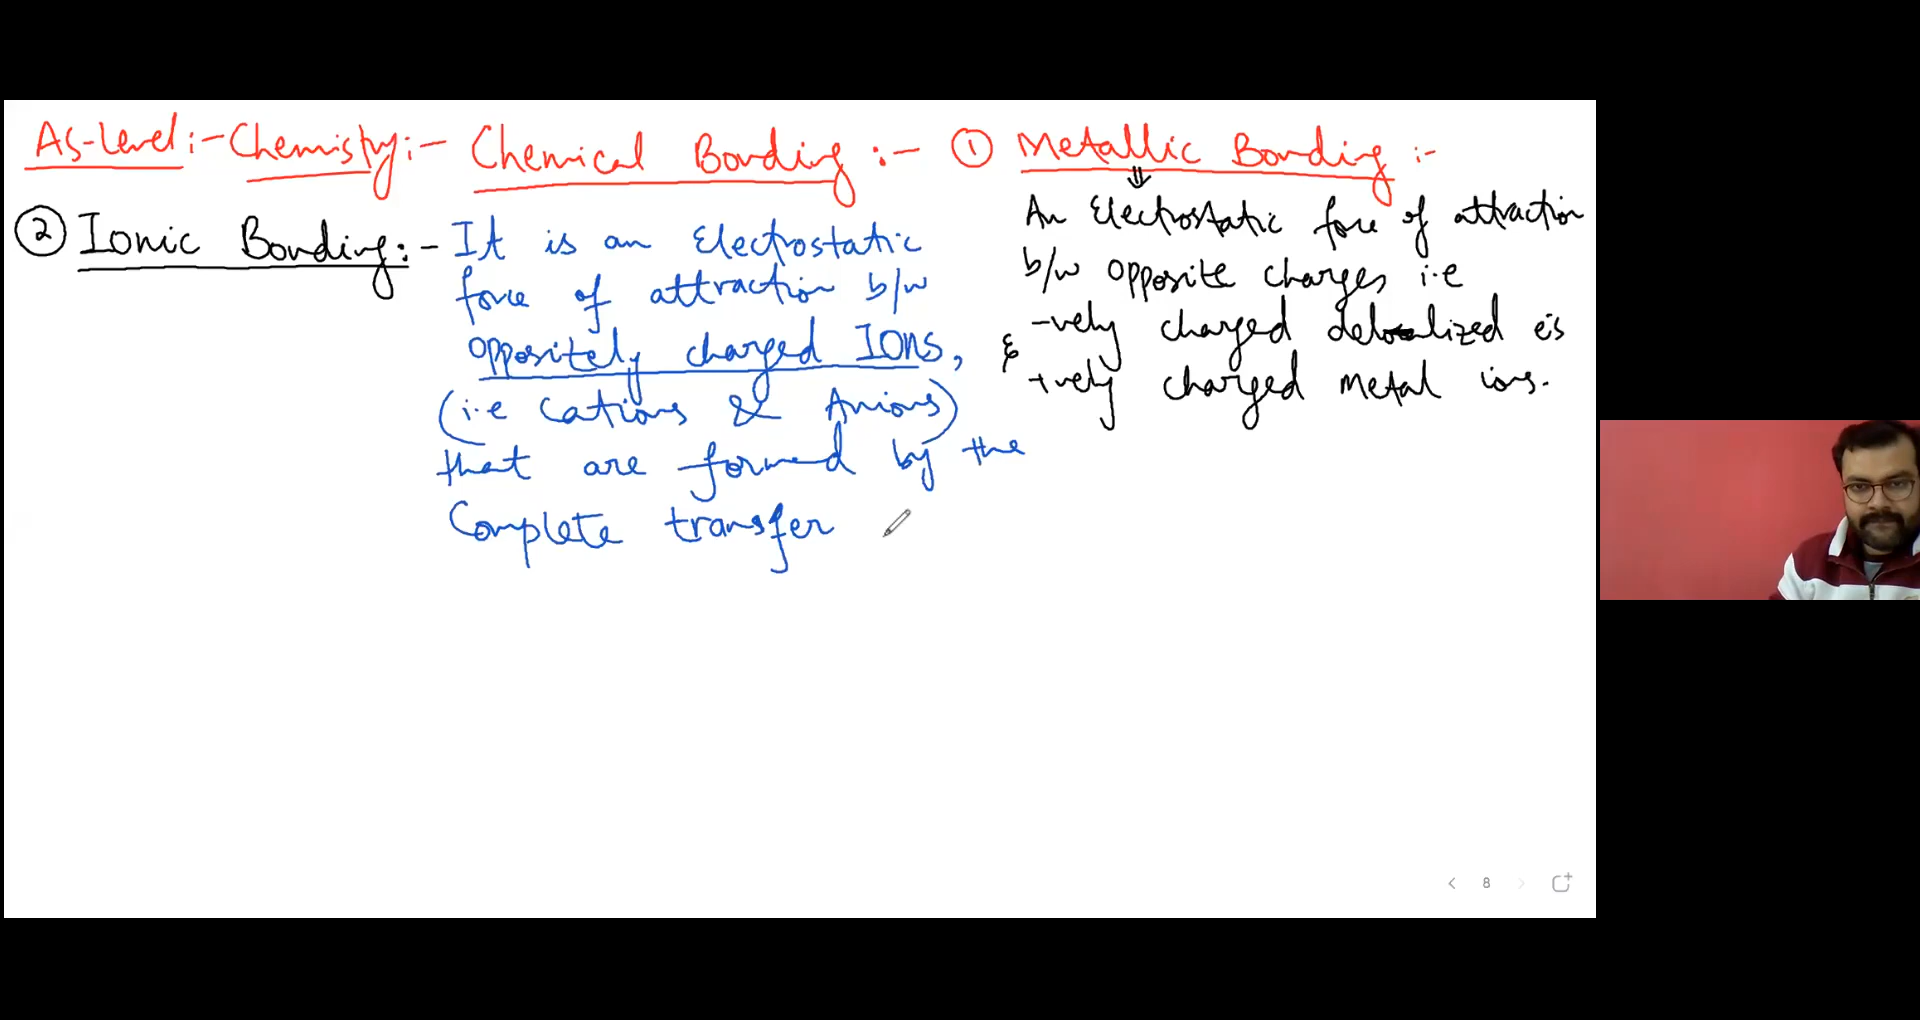 As-Level:- Chemistry:- Chemical Bonding:- ① Metallic Bonding:-
⇓
An Electrostatic force of attraction
b/w opposite charges i.e
-vely charged delocalized e's
& +vely charged metal ions.
② Ionic Bonding:- It is an Electrostatic
force of attraction b/w
oppositely charged IONs,
(i.e Cations & Anions)
that are formed by the
Complete transfer
8